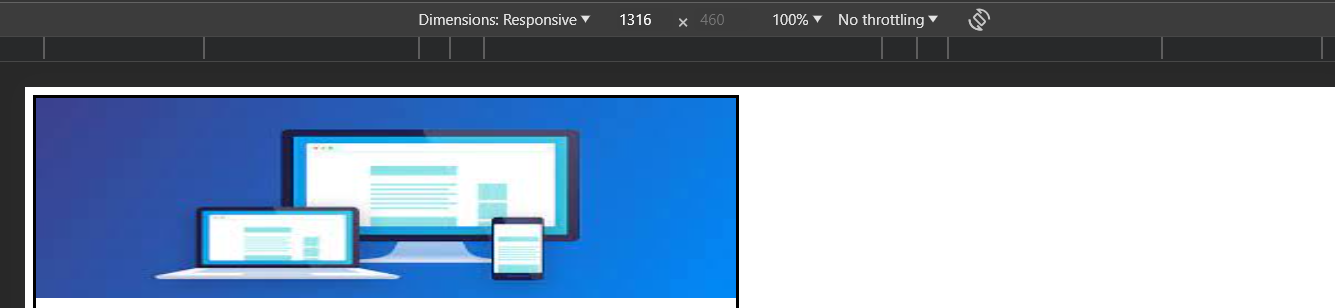 Dimensions: Responsive ▼ 1316 × 460 100% ▼ No throttling ▼